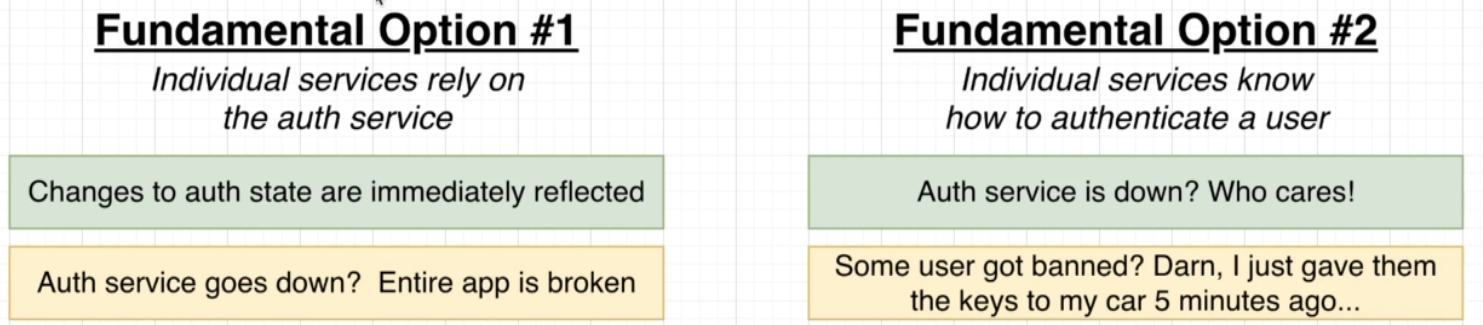 Fundamental Option #1
Individual services rely on
the auth service
Changes to auth state are immediately reflected
Auth service goes down?  Entire app is broken
Fundamental Option #2
Individual services know
how to authenticate a user
Auth service is down? Who cares!
Some user got banned? Darn, I just gave them
the keys to my car 5 minutes ago...